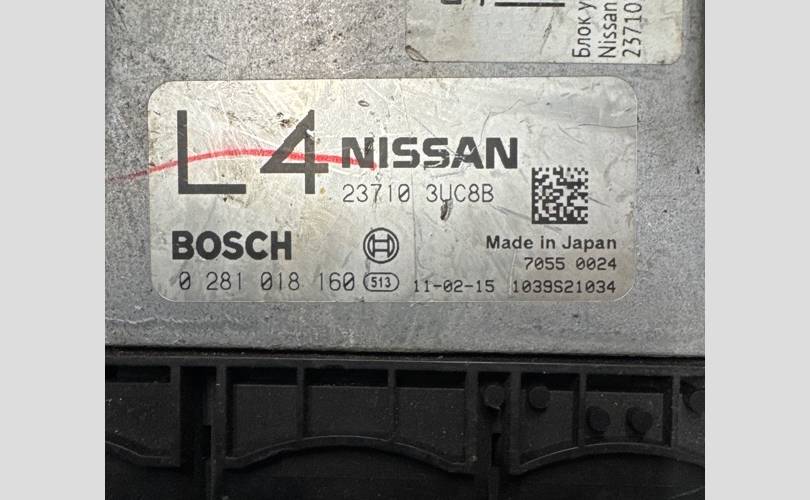 Блок у
Nissan
23710
L4 NISSAN
23710 3UC8B
BOSCH
Made in Japan
7055 0024
0 281 018 160 513 11-02-15 1039S21034